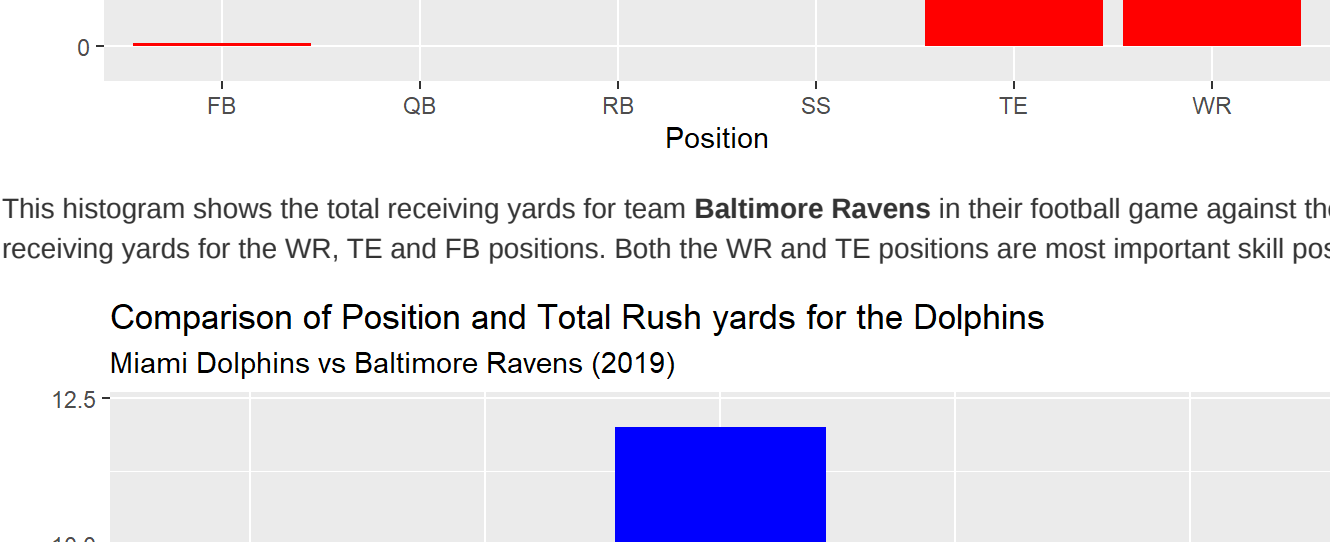 0
FB QB RB SS TE WR
Position
This histogram shows the total receiving yards for team Baltimore Ravens in their football game against
receiving yards for the WR, TE and FB positions. Both the WR and TE positions are most important skill
Comparison of Position and Total Rush yards for the Dolphins
Miami Dolphins vs Baltimore Ravens (2019)
12.5